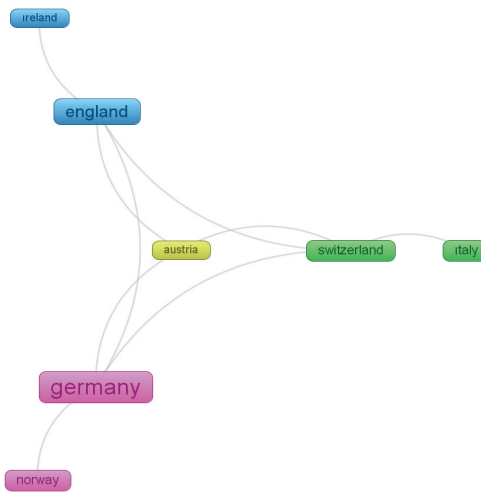 ireland
england
austria
switzerland
italy
germany
norway